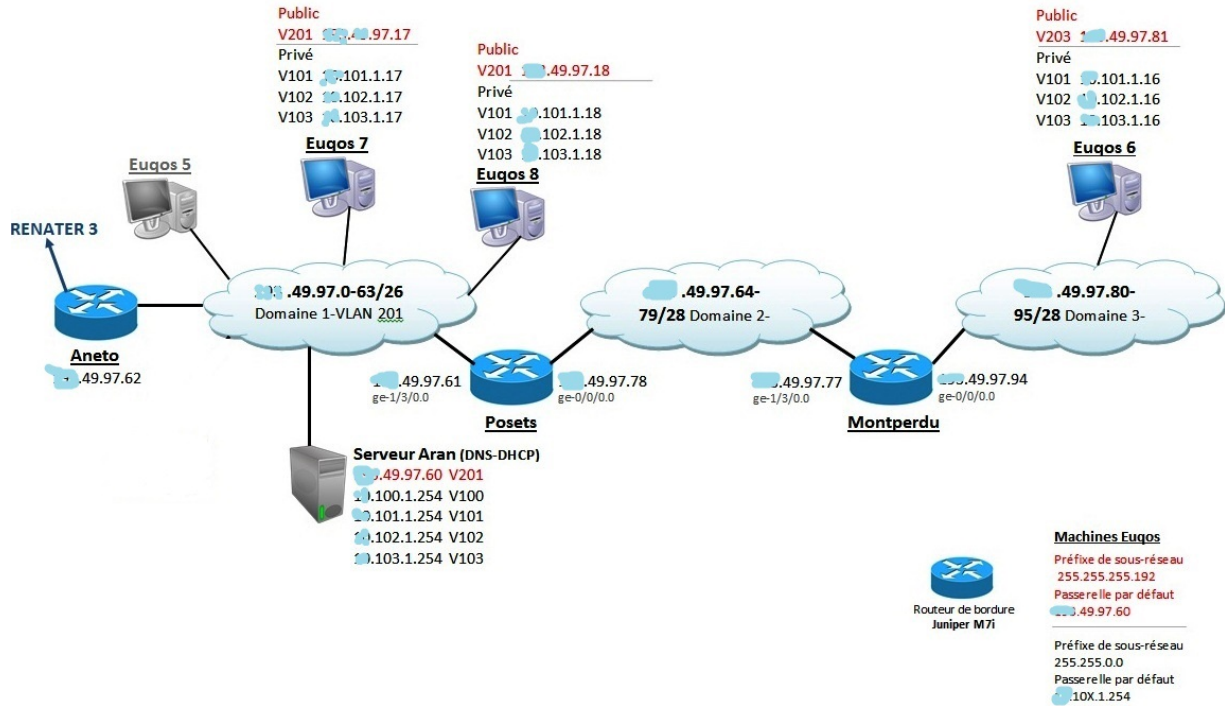 Public
V201 .49.97.17
Privé
V101 .101.1.17
V102 .102.1.17
V103 .103.1.17
Euqos 7
Public
V201 .49.97.18
Privé
V101 .101.1.18
V102 .102.1.18
V103 .103.1.18
Euqos 8
Public
V203 .49.97.81
Privé
V101 .101.1.16
V102 .102.1.16
V103 .103.1.16
Euqos 6
Euqos 5
RENATER 3
Aneto
.49.97.62
.49.97.0-63/26
Domaine 1-VLAN 201
.49.97.64-
79/28 Domaine 2-
.49.97.80-
95/28 Domaine 3-
.49.97.61
ge-1/3/0.0
.49.97.78
ge-0/0/0.0
Posets
.49.97.77
ge-1/3/0.0
.49.97.94
ge-0/0/0.0
Montperdu
Serveur Aran (DNS-DHCP)
.49.97.60 V201
.100.1.254 V100
.101.1.254 V101
.102.1.254 V102
.103.1.254 V103
Routeur de bordure
Juniper M7i
Machines Euqos
Préfixe de sous-réseau
255.255.255.192
Passerelle par défaut
.49.97.60
Préfixe de sous-réseau
255.255.0.0
Passerelle par défaut
.10X.1.254